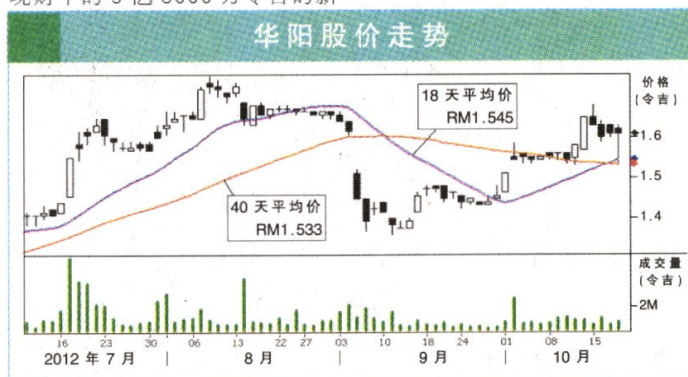 华阳股价走势
价格
(令吉)
18 天平均价
RM1.545
1.6
1.5
40 天平均价
RM1.533
1.4
成交量
(令吉)
2M
16 23 30 06 13 22 27 03 10 18 24 01 08 15
2012 年 7 月 8 月 9 月 10 月